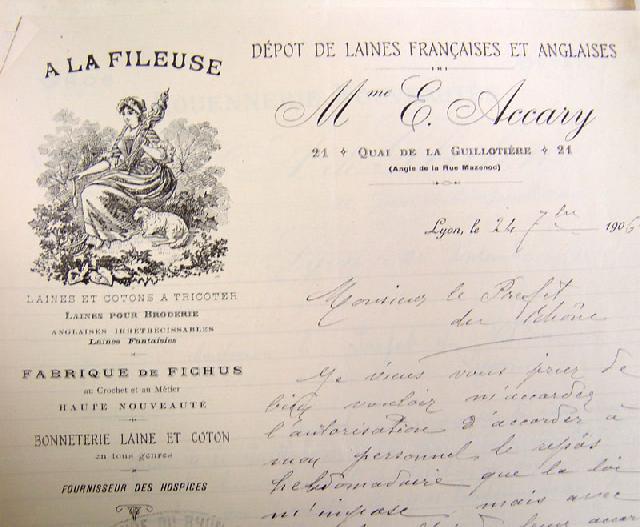 A LA FILEUSE
DÉPOT DE LAINES FRANÇAISES ET ANGLAISES
Mme E. Accary
21 QUAI DE LA GUILLOTIÈRE 21
(Angle de la Rue Mazenod)
Lyon, le 24 7bre 1906
LAINES ET COTONS A TRICOTER
LAINES POUR BRODERIE
ANGLAISES IRRÉTRÉCISSABLES
Laines Fantaisies
FABRIQUE DE FICHUS
au Crochet et au Métier
HAUTE NOUVEAUTÉ
BONNETERIE LAINE ET COTON
en tous genres
FOURNISSEUR DES HOSPICES
Monsieur le Préfet
du Rhône
Je viens vous prier de
bien vouloir m'accorder
l'autorisation d'accorder à
mon personnel le repos
hebdomadaire que la loi
m'impose, mais avec